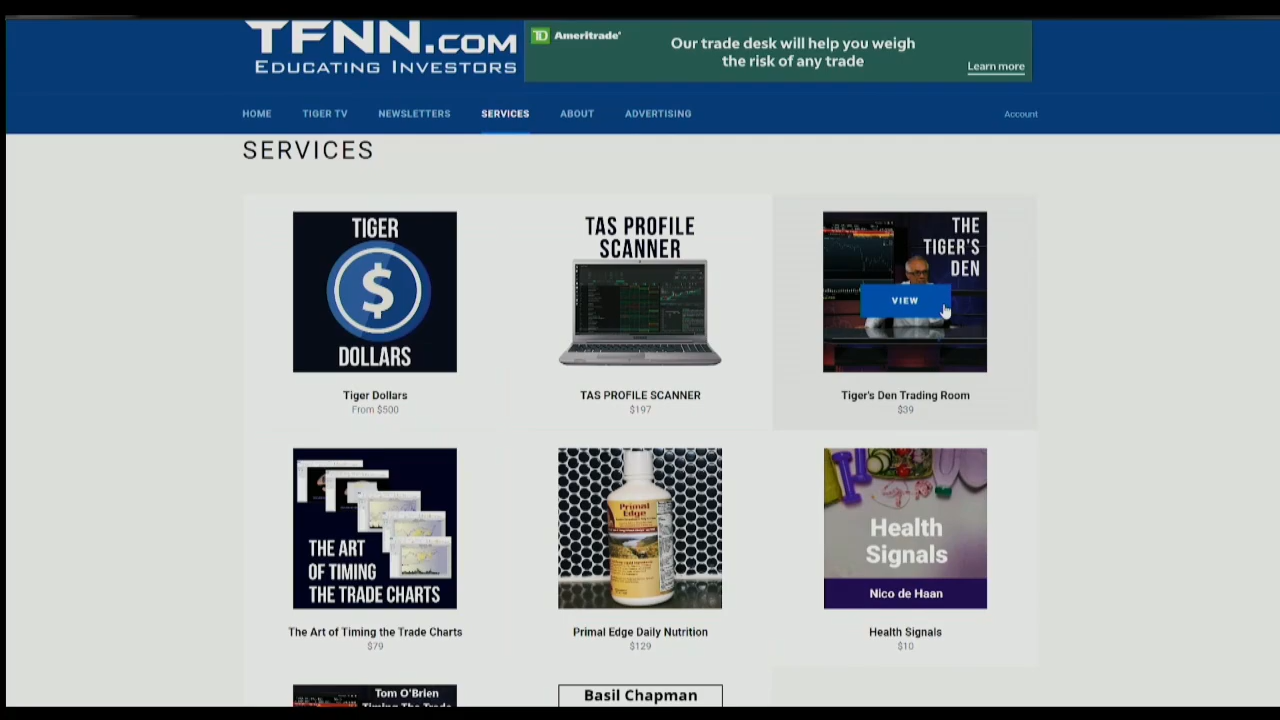 TFNN.COM
EDUCATING INVESTORS
TD Ameritrade
Our trade desk will help you weigh
the risk of any trade
Learn more
HOME
TIGER TV
NEWSLETTERS
SERVICES
ABOUT
ADVERTISING
Account
SERVICES
TIGER
$
DOLLARS
Tiger Dollars
From $500
TAS PROFILE
SCANNER
TAS PROFILE SCANNER
$197
THE
TIGER'S
DEN
VIEW
Tiger's Den Trading Room
$39
THE ART
OF TIMING
THE TRADE CHARTS
The Art of Timing the Trade Charts
$79
Primal
Edge
Primal Edge Daily Nutrition
$129
Health
Signals
Nico de Haan
Health Signals
$10
Tom O'Brien
Timing The Trade
Basil Chapman